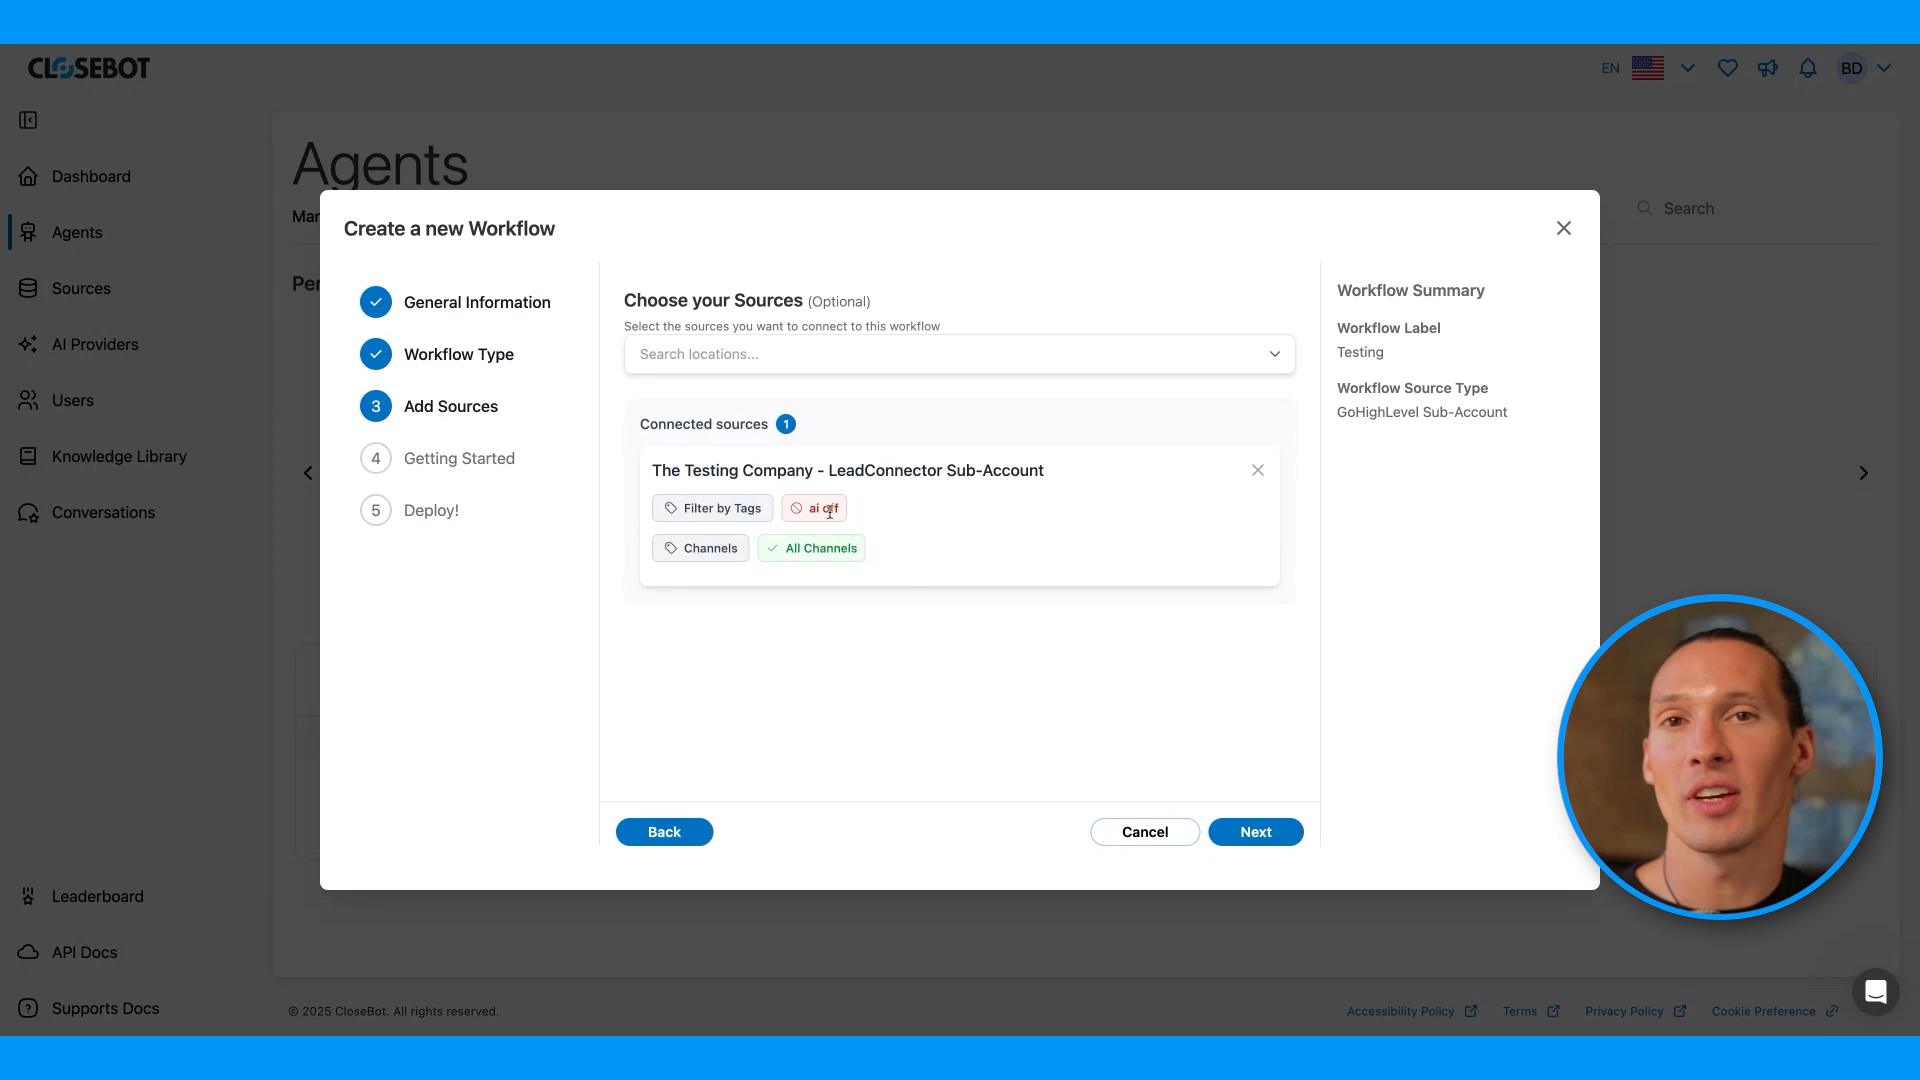 CLOSEBOT
EN
BD
Dashboard
Agents
Sources
AI Providers
Users
Knowledge Library
Conversations
Leaderboard
API Docs
Supports Docs
Agents
Mar
Search
Per
Create a new Workflow
General Information
Workflow Type
3 Add Sources
4 Getting Started
5 Deploy!
Choose your Sources (Optional)
Select the sources you want to connect to this workflow
Search locations...
Connected sources 1
The Testing Company - LeadConnector Sub-Account
Filter by Tags ai off
Channels All Channels
Back
Cancel
Next
Workflow Summary
Workflow Label
Testing
Workflow Source Type
GoHighLevel Sub-Account
© 2025 CloseBot. All rights reserved.
Accessibility Policy
Terms
Privacy Policy
Cookie Preference